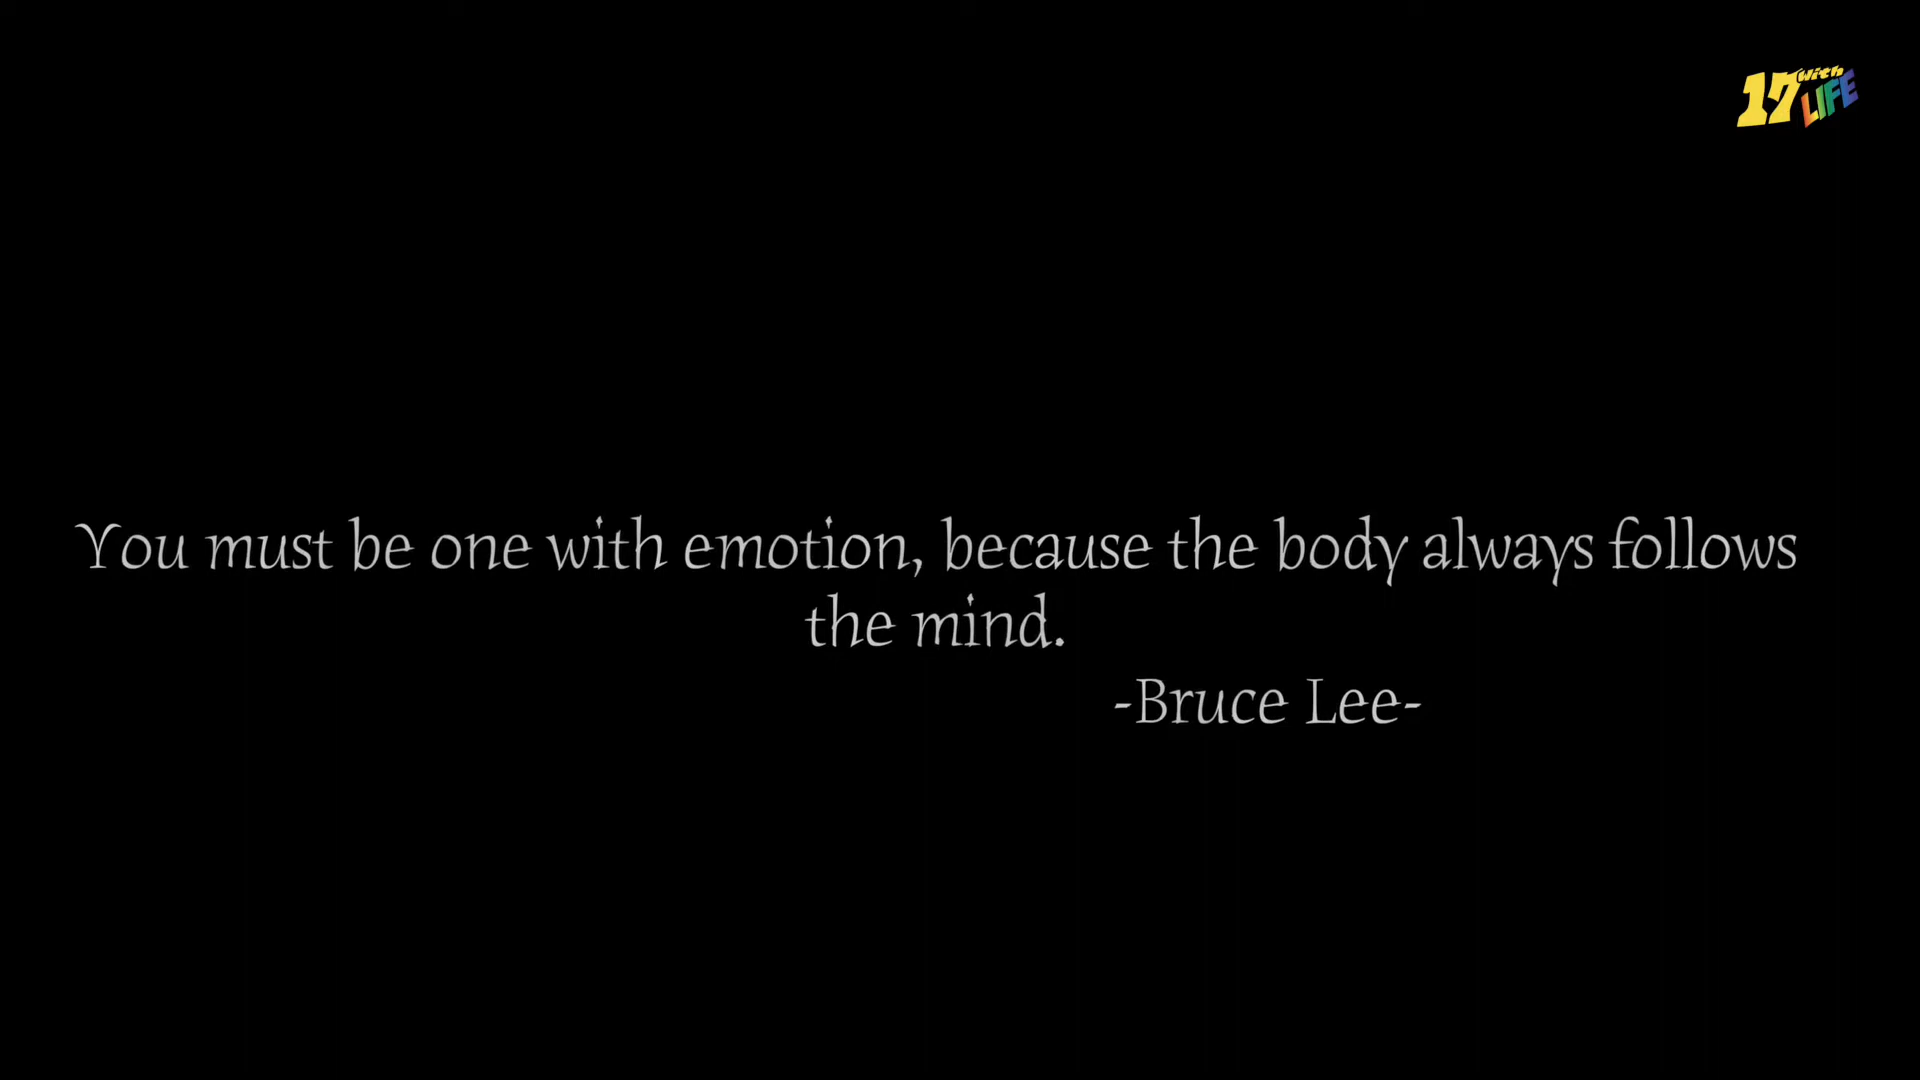 17 with LIFE
You must be one with emotion, because the body always follows
the mind.
-Bruce Lee-